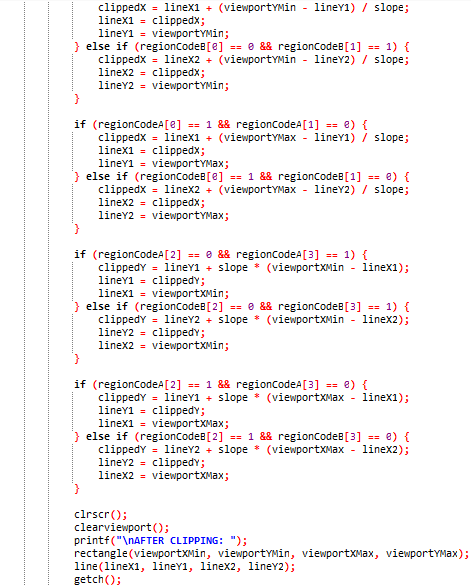 clippedX = lineX1 + (viewportYMin - lineY1) / slope;
lineX1 = clippedX;
lineY1 = viewportYMin;
} else if (regionCodeB[0] == 0 && regionCodeB[1] == 1) {
clippedX = lineX2 + (viewportYMin - lineY2) / slope;
lineX2 = clippedX;
lineY2 = viewportYMin;
}
if (regionCodeA[0] == 1 && regionCodeA[1] == 0) {
clippedX = lineX1 + (viewportYMax - lineY1) / slope;
lineX1 = clippedX;
lineY1 = viewportYMax;
} else if (regionCodeB[0] == 1 && regionCodeB[1] == 0) {
clippedX = lineX2 + (viewportYMax - lineY2) / slope;
lineX2 = clippedX;
lineY2 = viewportYMax;
}
if (regionCodeA[2] == 0 && regionCodeA[3] == 1) {
clippedY = lineY1 + slope * (viewportXMin - lineX1);
lineY1 = clippedY;
lineX1 = viewportXMin;
} else if (regionCodeB[2] == 0 && regionCodeB[3] == 1) {
clippedY = lineY2 + slope * (viewportXMin - lineX2);
lineY2 = clippedY;
lineX2 = viewportXMin;
}
if (regionCodeA[2] == 1 && regionCodeA[3] == 0) {
clippedY = lineY1 + slope * (viewportXMax - lineX1);
lineY1 = clippedY;
lineX1 = viewportXMax;
} else if (regionCodeB[2] == 1 && regionCodeB[3] == 0) {
clippedY = lineY2 + slope * (viewportXMax - lineX2);
lineY2 = clippedY;
lineX2 = viewportXMax;
}
clrscr();
clearviewport();
printf("\nAFTER CLIPPING: ");
rectangle(viewportXMin, viewportYMin, viewportXMax, viewportYMax);
line(lineX1, lineY1, lineX2, lineY2);
getch();